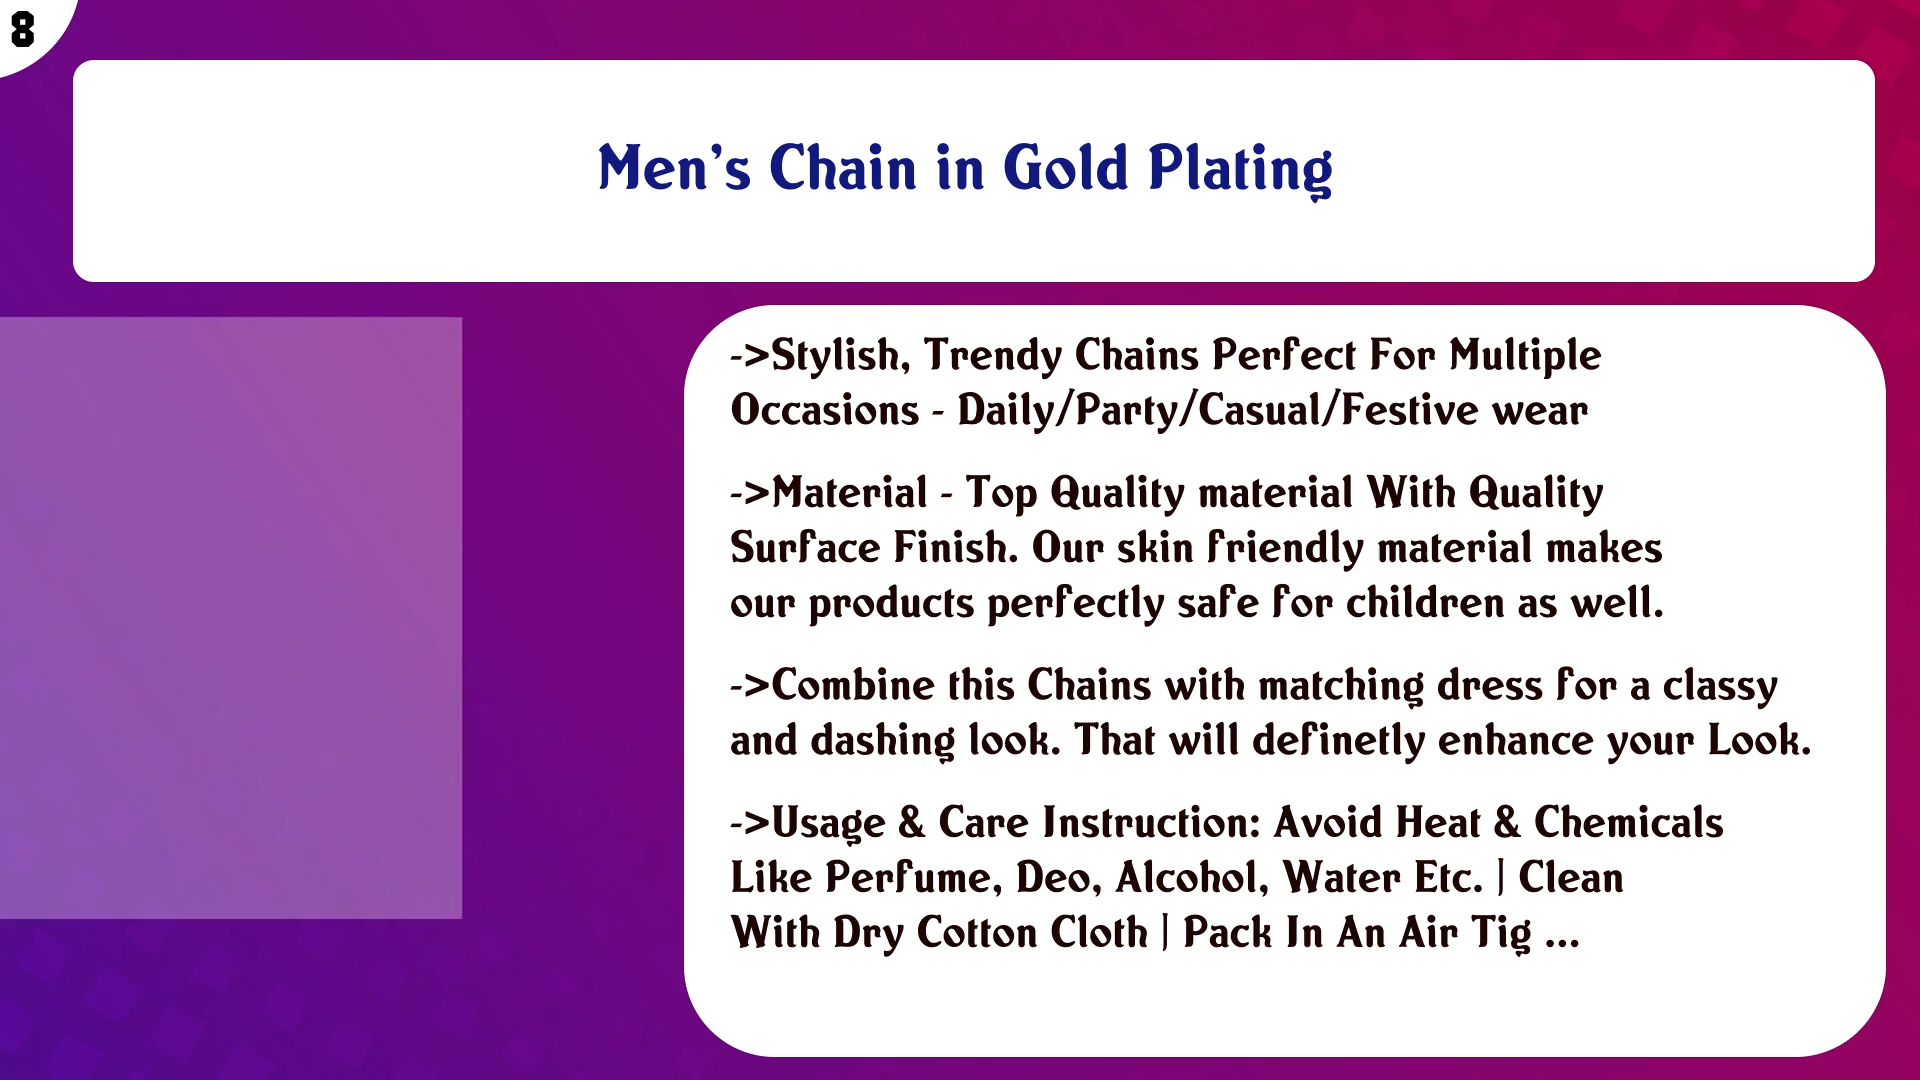 8
Men's Chain in Gold Plating
->Stylish, Trendy Chains Perfect For Multiple
Occasions - Daily/Party/Casual/Festive wear
->Material - Top Quality material With Quality
Surface Finish. Our skin friendly material makes
our products perfectly safe for children as well.
->Combine this Chains with matching dress for a classy
and dashing look. That will definetly enhance your Look.
->Usage & Care Instruction: Avoid Heat & Chemicals
Like Perfume, Deo, Alcohol, Water Etc. | Clean
With Dry Cotton Cloth | Pack In An Air Tig ...